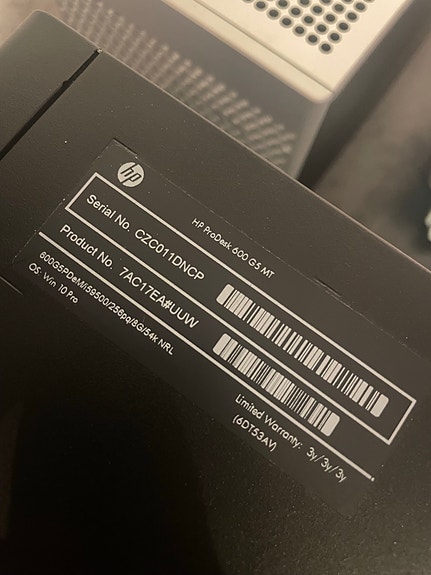 hp
HP ProDesk 600 G5 MT
Serial No. CZC011DNCP
Product No. 7AC17EA#UUW
600G5PDeM/i59500/256pq/8G/54k NRL
OS: Win 10 Pro
Limited Warranty: 3y/3y/3y
(6DT53AV)